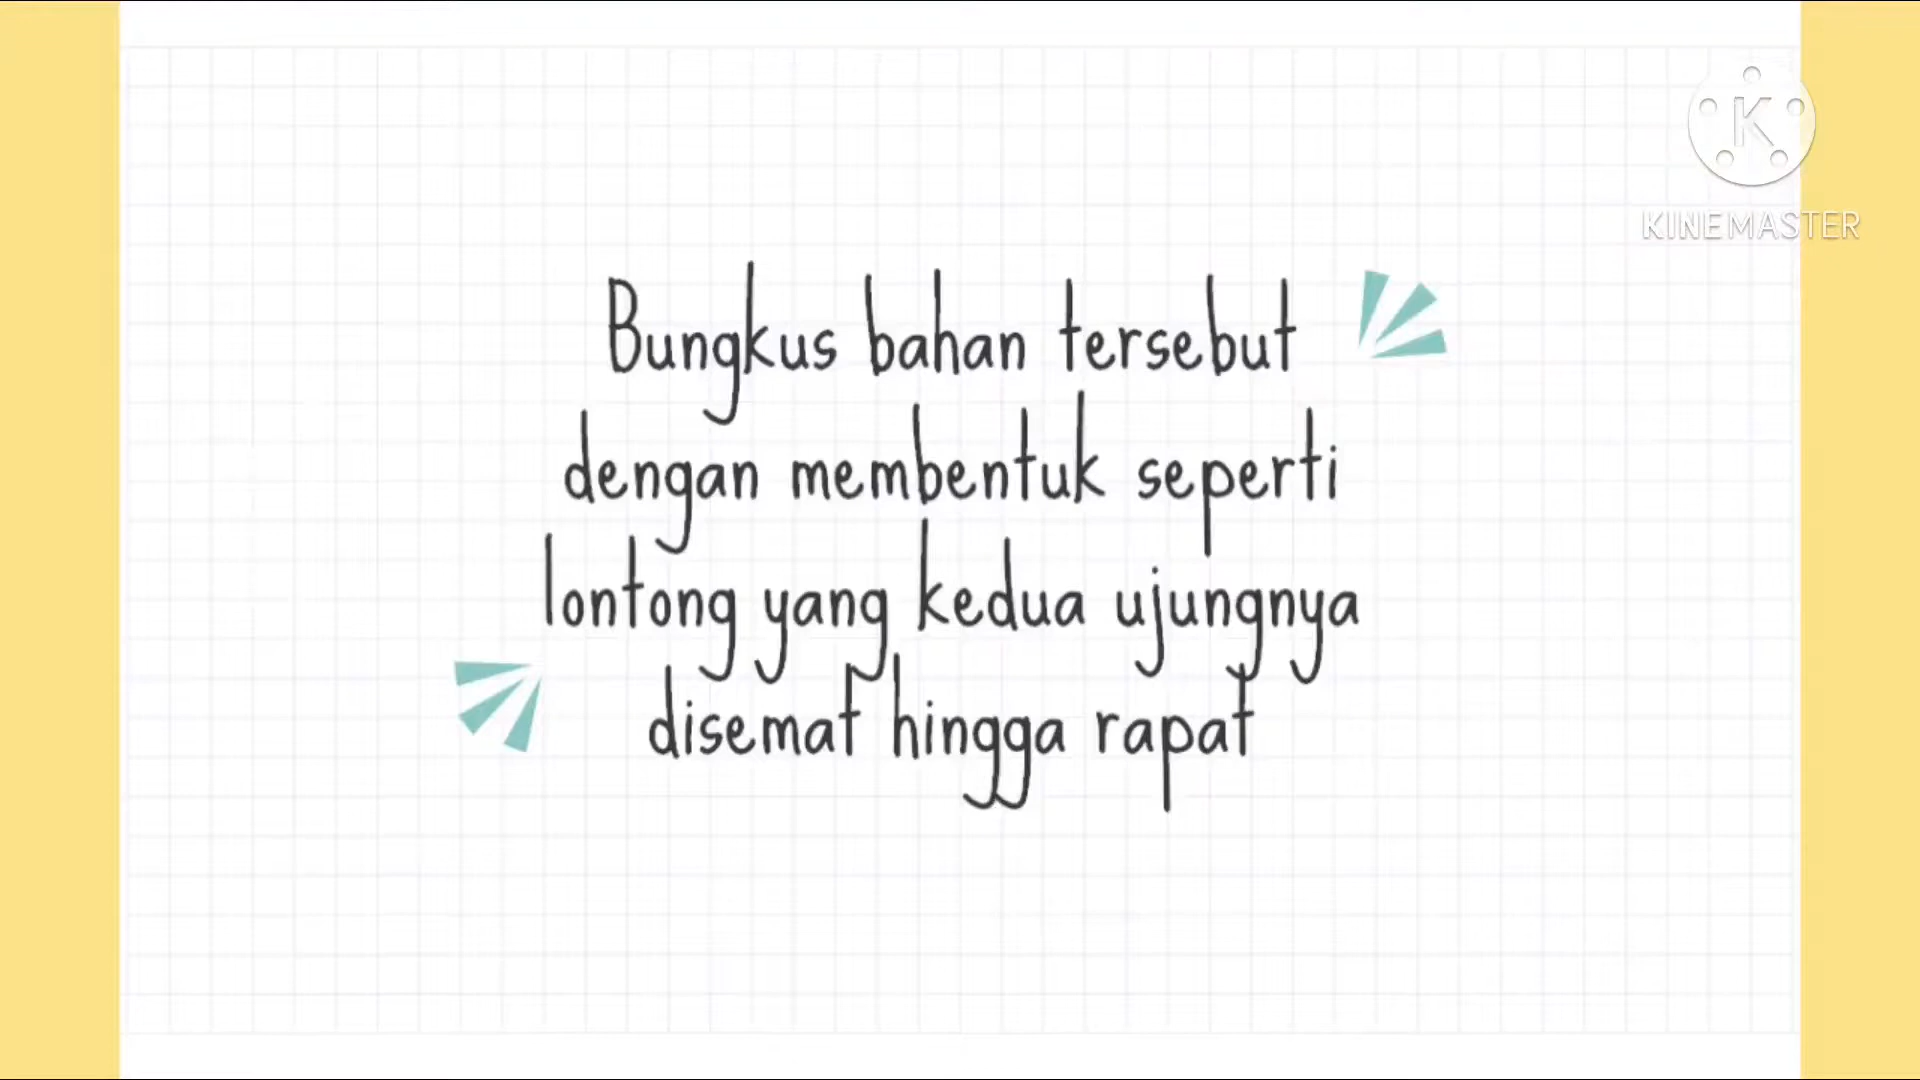 KINEMASTER
Bungkus bahan tersebut
dengan membentuk seperti
lontong yang kedua ujungnya
disemat hingga rapat